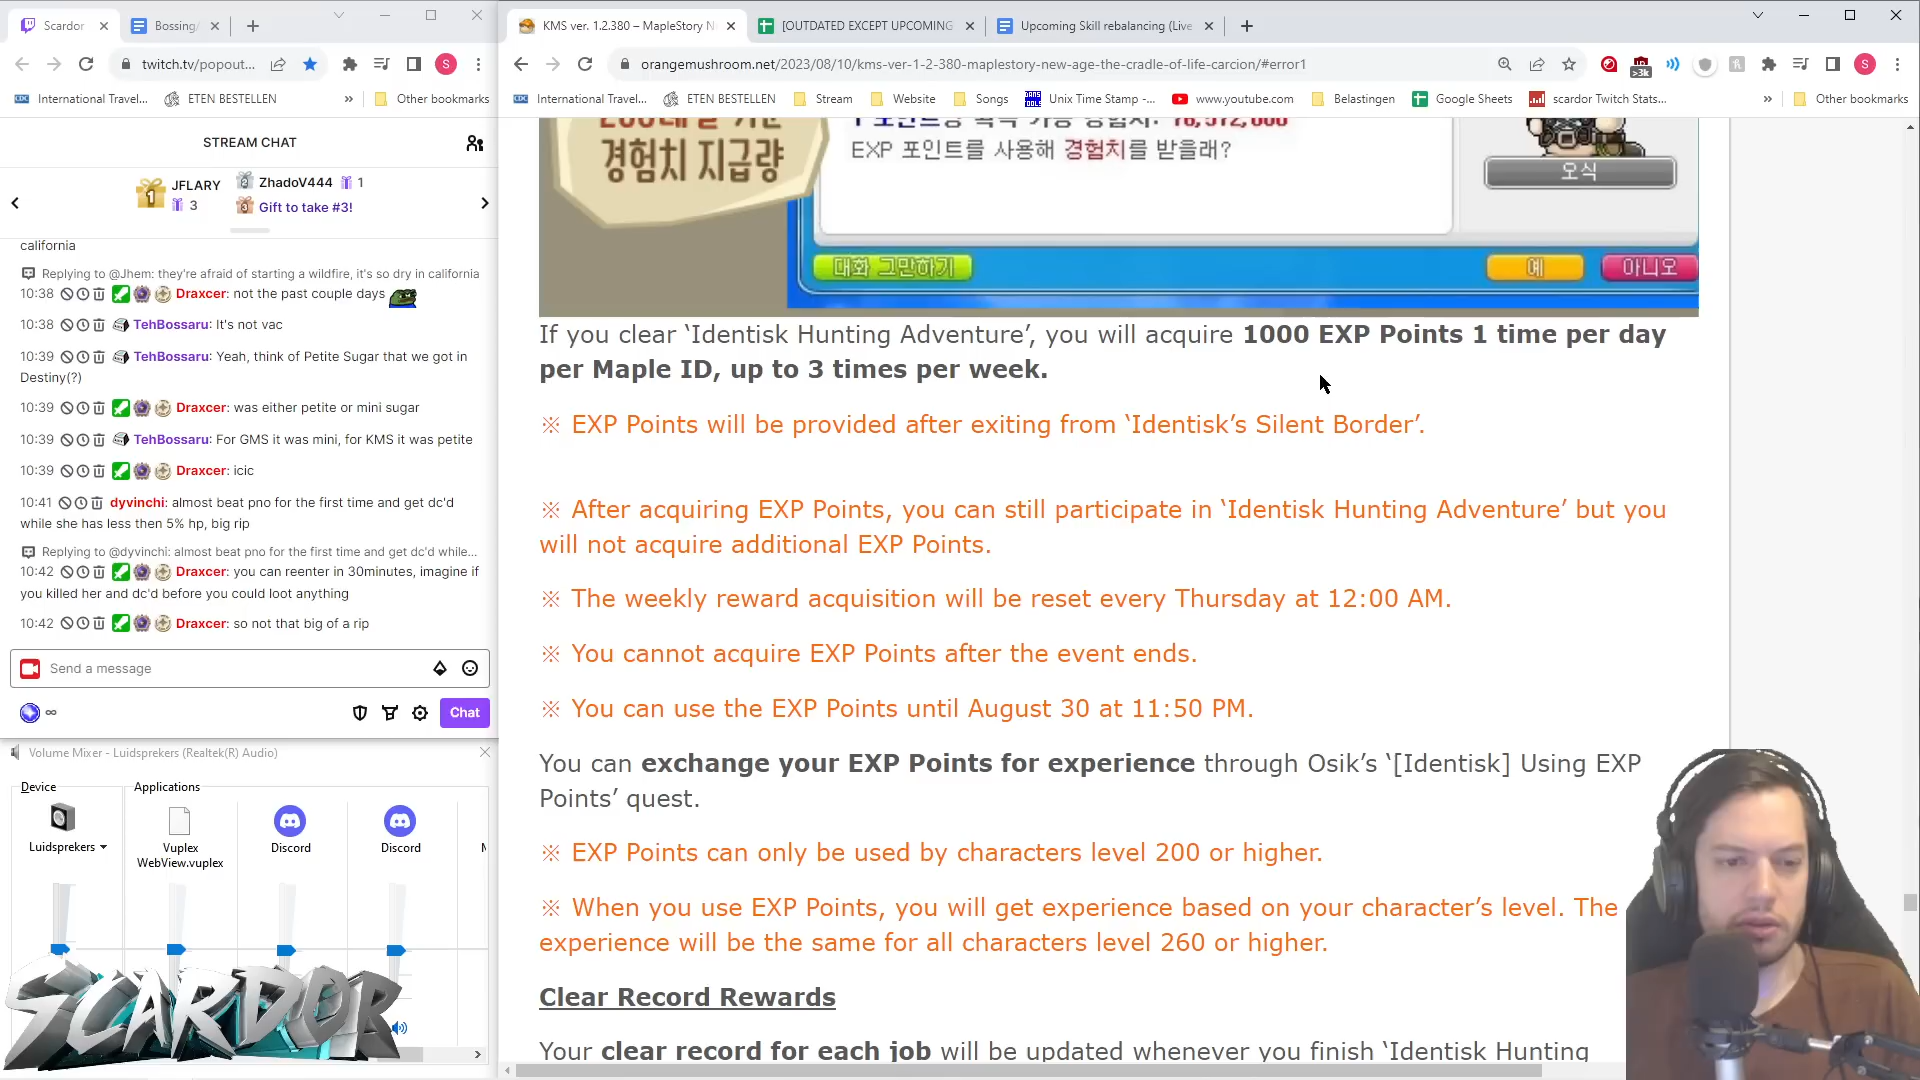 Scardor
Bossing/
KMS ver. 1.2.380 – MapleStory N
[OUTDATED EXCEPT UPCOMING
Upcoming Skill rebalancing (Live
twitch.tv/popout...
orangemushroom.net/2023/08/10/kms-ver-1-2-380-maplestory-new-age-the-cradle-of-life-carcion/#error1
>3k
S
S
International Travel...
ETEN BESTELLEN
»
Other bookmarks
International Travel...
ETEN BESTELLEN
Stream
Website
Songs
Unix Time Stamp -...
www.youtube.com
Belastingen
Google Sheets
scardor Twitch Stats...
»
Other bookmarks
STREAM CHAT
1
JFLARY
3
2
ZhadoV444
1
3
Gift to take #3!
california
Replying to @Jhem: they're afraid of starting a wildfire, it's so dry in california
10:38 Draxcer: not the past couple days
10:38 TehBossaru: It's not vac
10:39 TehBossaru: Yeah, think of Petite Sugar that we got in
Destiny(?)
10:39 Draxcer: was either petite or mini sugar
10:39 TehBossaru: For GMS it was mini, for KMS it was petite
10:39 Draxcer: icic
10:41 dyvinchi: almost beat pno for the first time and get dc'd
while she has less then 5% hp, big rip
Replying to @dyvinchi: almost beat pno for the first time and get dc'd while...
10:42 Draxcer: you can reenter in 30minutes, imagine if
you killed her and dc'd before you could loot anything
10:42 Draxcer: so not that big of a rip
Send a message
∞
Chat
Volume Mixer - Luidsprekers (Realtek(R) Audio)
Device
Applications
Luidsprekers
Vuplex
WebView.vuplex
Discord
Discord
SCARDOR
경험치 지급량
EXP 포인트를 사용해 경험치를 받을래?
오식
대화 그만하기
예
아니오
If you clear ‘Identisk Hunting Adventure’, you will acquire 1000 EXP Points 1 time per day
per Maple ID, up to 3 times per week.
※ EXP Points will be provided after exiting from ‘Identisk’s Silent Border’.
※ After acquiring EXP Points, you can still participate in ‘Identisk Hunting Adventure’ but you
will not acquire additional EXP Points.
※ The weekly reward acquisition will be reset every Thursday at 12:00 AM.
※ You cannot acquire EXP Points after the event ends.
※ You can use the EXP Points until August 30 at 11:50 PM.
You can exchange your EXP Points for experience through Osik’s ‘[Identisk] Using EXP
Points’ quest.
※ EXP Points can only be used by characters level 200 or higher.
※ When you use EXP Points, you will get experience based on your character’s level. The
experience will be the same for all characters level 260 or higher.
Clear Record Rewards
Your clear record for each job will be updated whenever you finish ‘Identisk Hunting